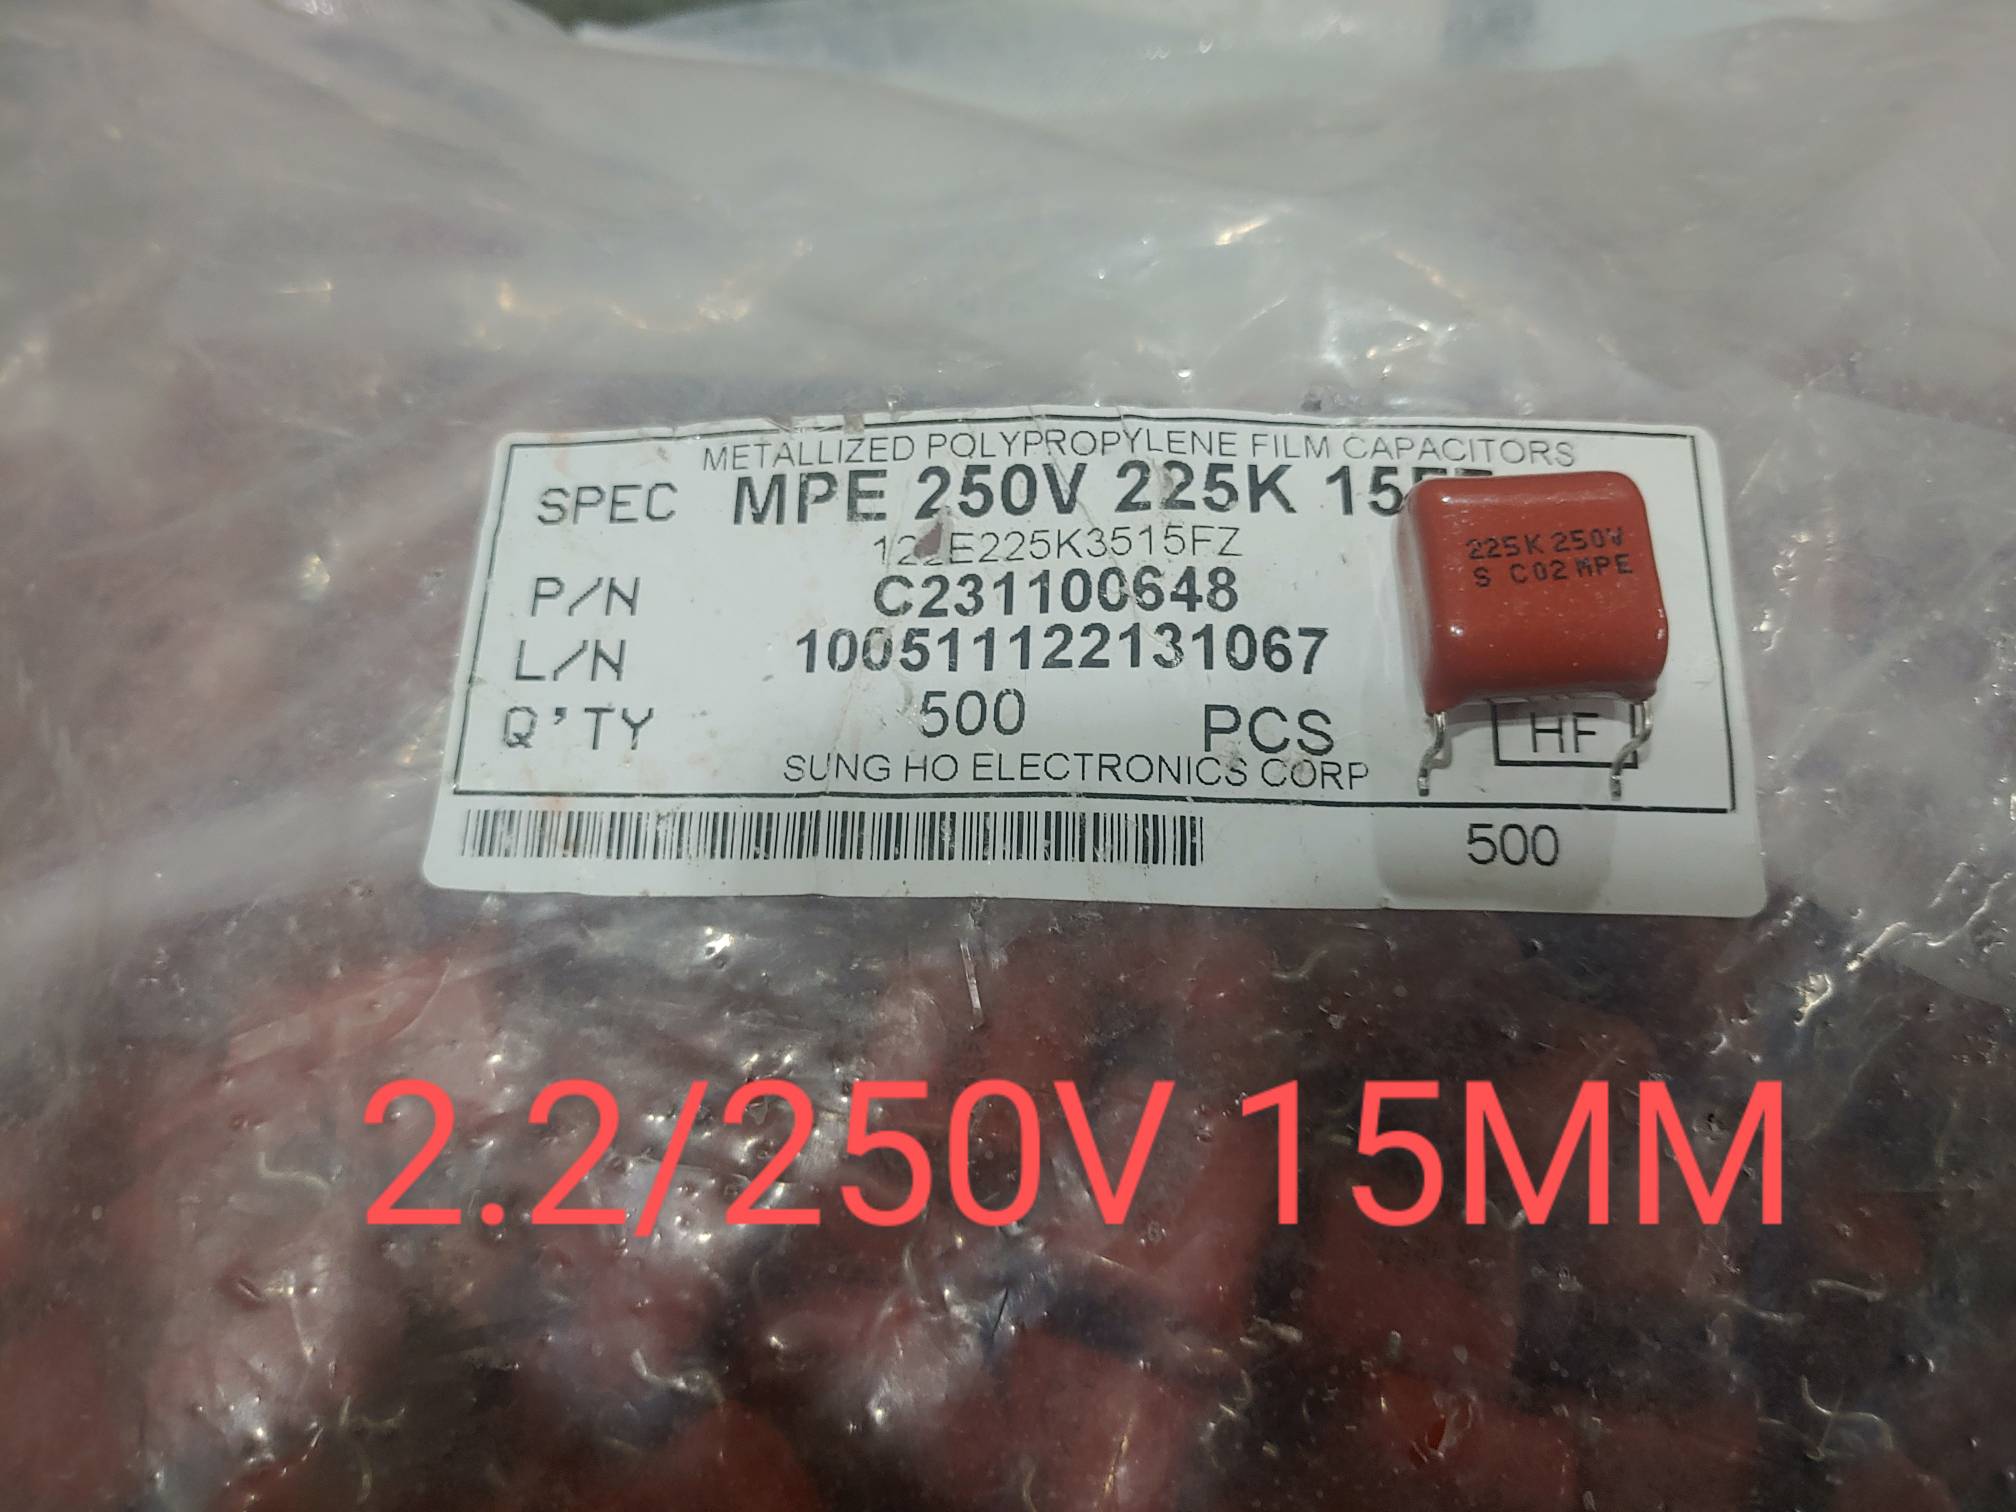 METALLIZED POLYPROPYLENE FILM CAPACITORS
SPEC MPE 250V 225K
P/N C231100648
L/N 100511122131067
Q'TY 500 PCS
HF
SUNG HO ELECTRONICS CORP
500
225K 250V
S C02 MPE
2.2/250V 15MM